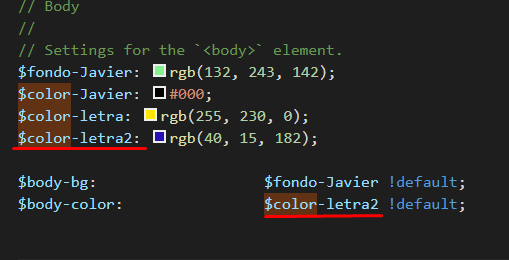 // Body
//
// Settings for the `<body>` element.
$fondo-Javier: rgb(132, 243, 142);
$color-Javier: #000;
$color-letra: rgb(255, 230, 0);
$color-letra2: rgb(40, 15, 182);
$body-bg: $fondo-Javier !default;
$body-color: $color-letra2 !default;